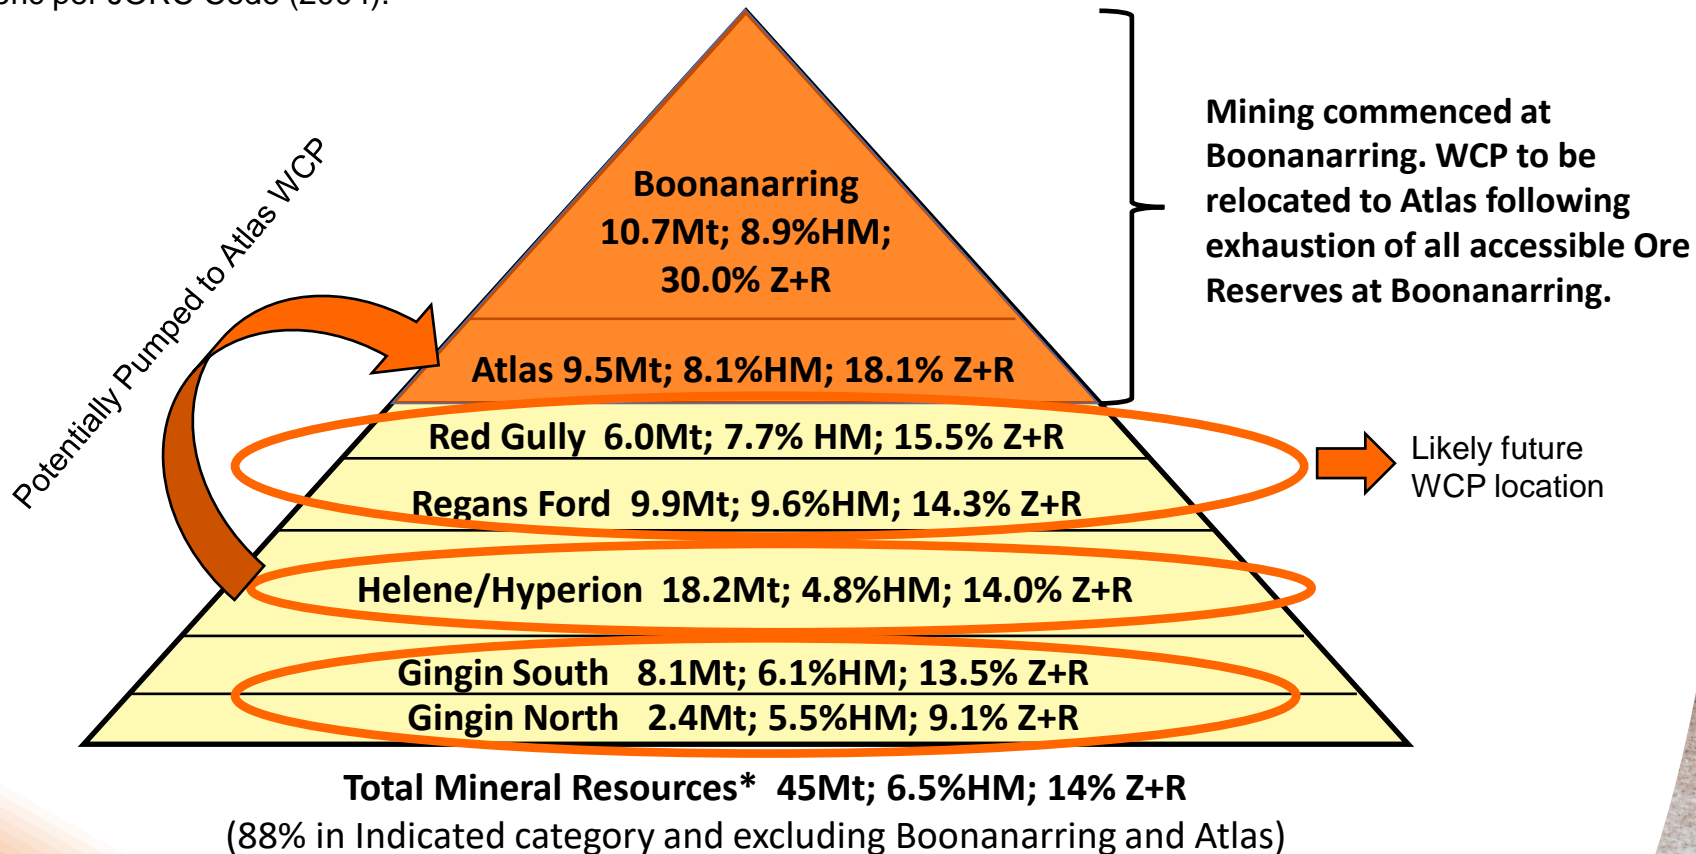 per JORC Code (2004).
Boonanarring
10.7Mt; 8.9%HM;
30.0% Z+R
Atlas 9.5Mt; 8.1%HM; 18.1% Z+R
Red Gully 6.0Mt; 7.7% HM; 15.5% Z+R
Regans Ford 9.9Mt; 9.6%HM; 14.3% Z+R
Helene/Hyperion 18.2Mt; 4.8%HM; 14.0% Z+R
Gingin South 8.1Mt; 6.1%HM; 13.5% Z+R
Gingin North 2.4Mt; 5.5%HM; 9.1% Z+R
Total Mineral Resources* 45Mt; 6.5%HM; 14% Z+R
(88% in Indicated category and excluding Boonanarring and Atlas)
Potentially Pumped to Atlas WCP
Mining commenced at
Boonanarring. WCP to be
relocated to Atlas following
exhaustion of all accessible Ore
Reserves at Boonanarring.
Likely future
WCP location